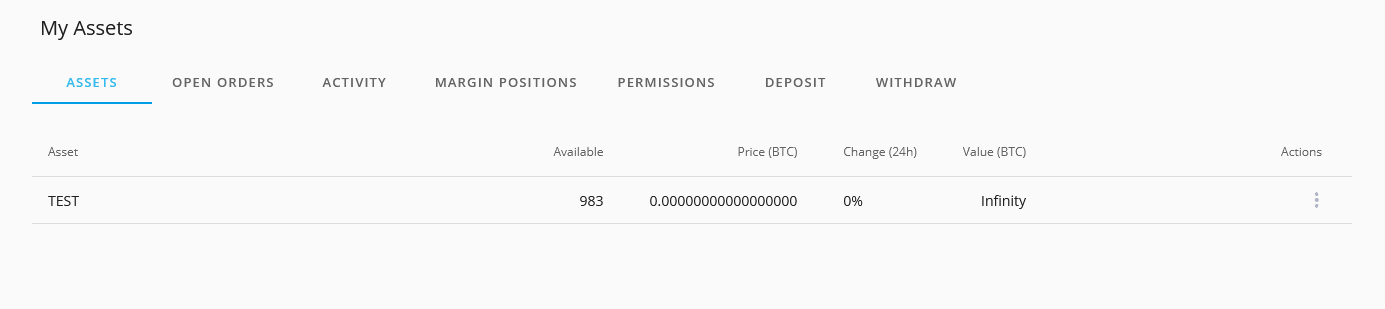 My Assets
ASSETS OPEN ORDERS ACTIVITY MARGIN POSITIONS PERMISSIONS DEPOSIT WITHDRAW
Asset Available Price (BTC) Change (24h) Value (BTC) Actions
TEST 983 0.00000000000000000 0% Infinity